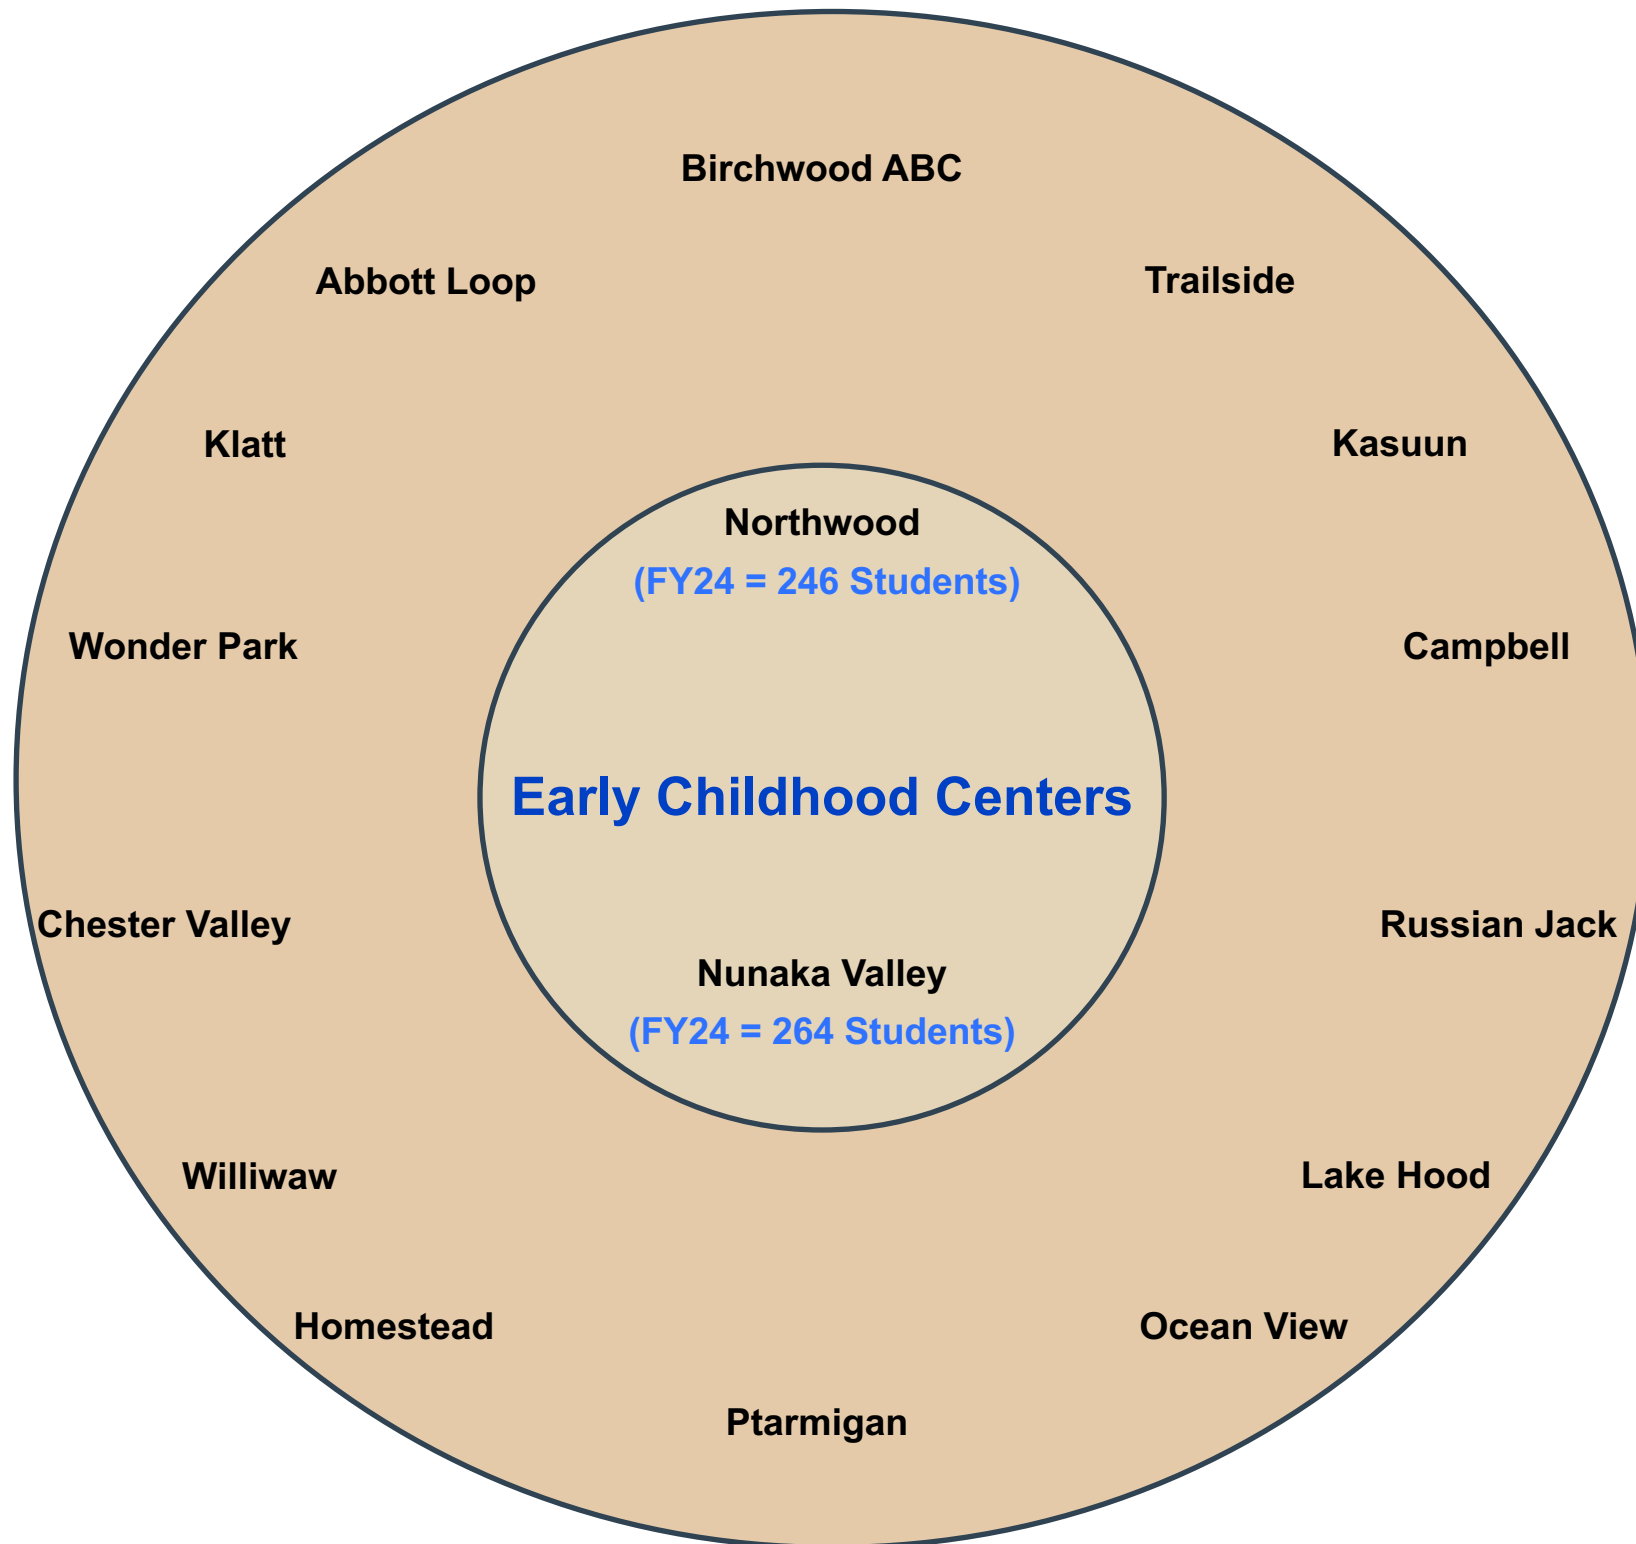 Birchwood ABC
Abbott Loop
Trailside
Klatt
Kasuun
Northwood
(FY24 = 246 Students)
Wonder Park
Campbell
Early Childhood Centers
Chester Valley
Russian Jack
Nunaka Valley
(FY24 = 264 Students)
Williwaw
Lake Hood
Homestead
Ocean View
Ptarmigan